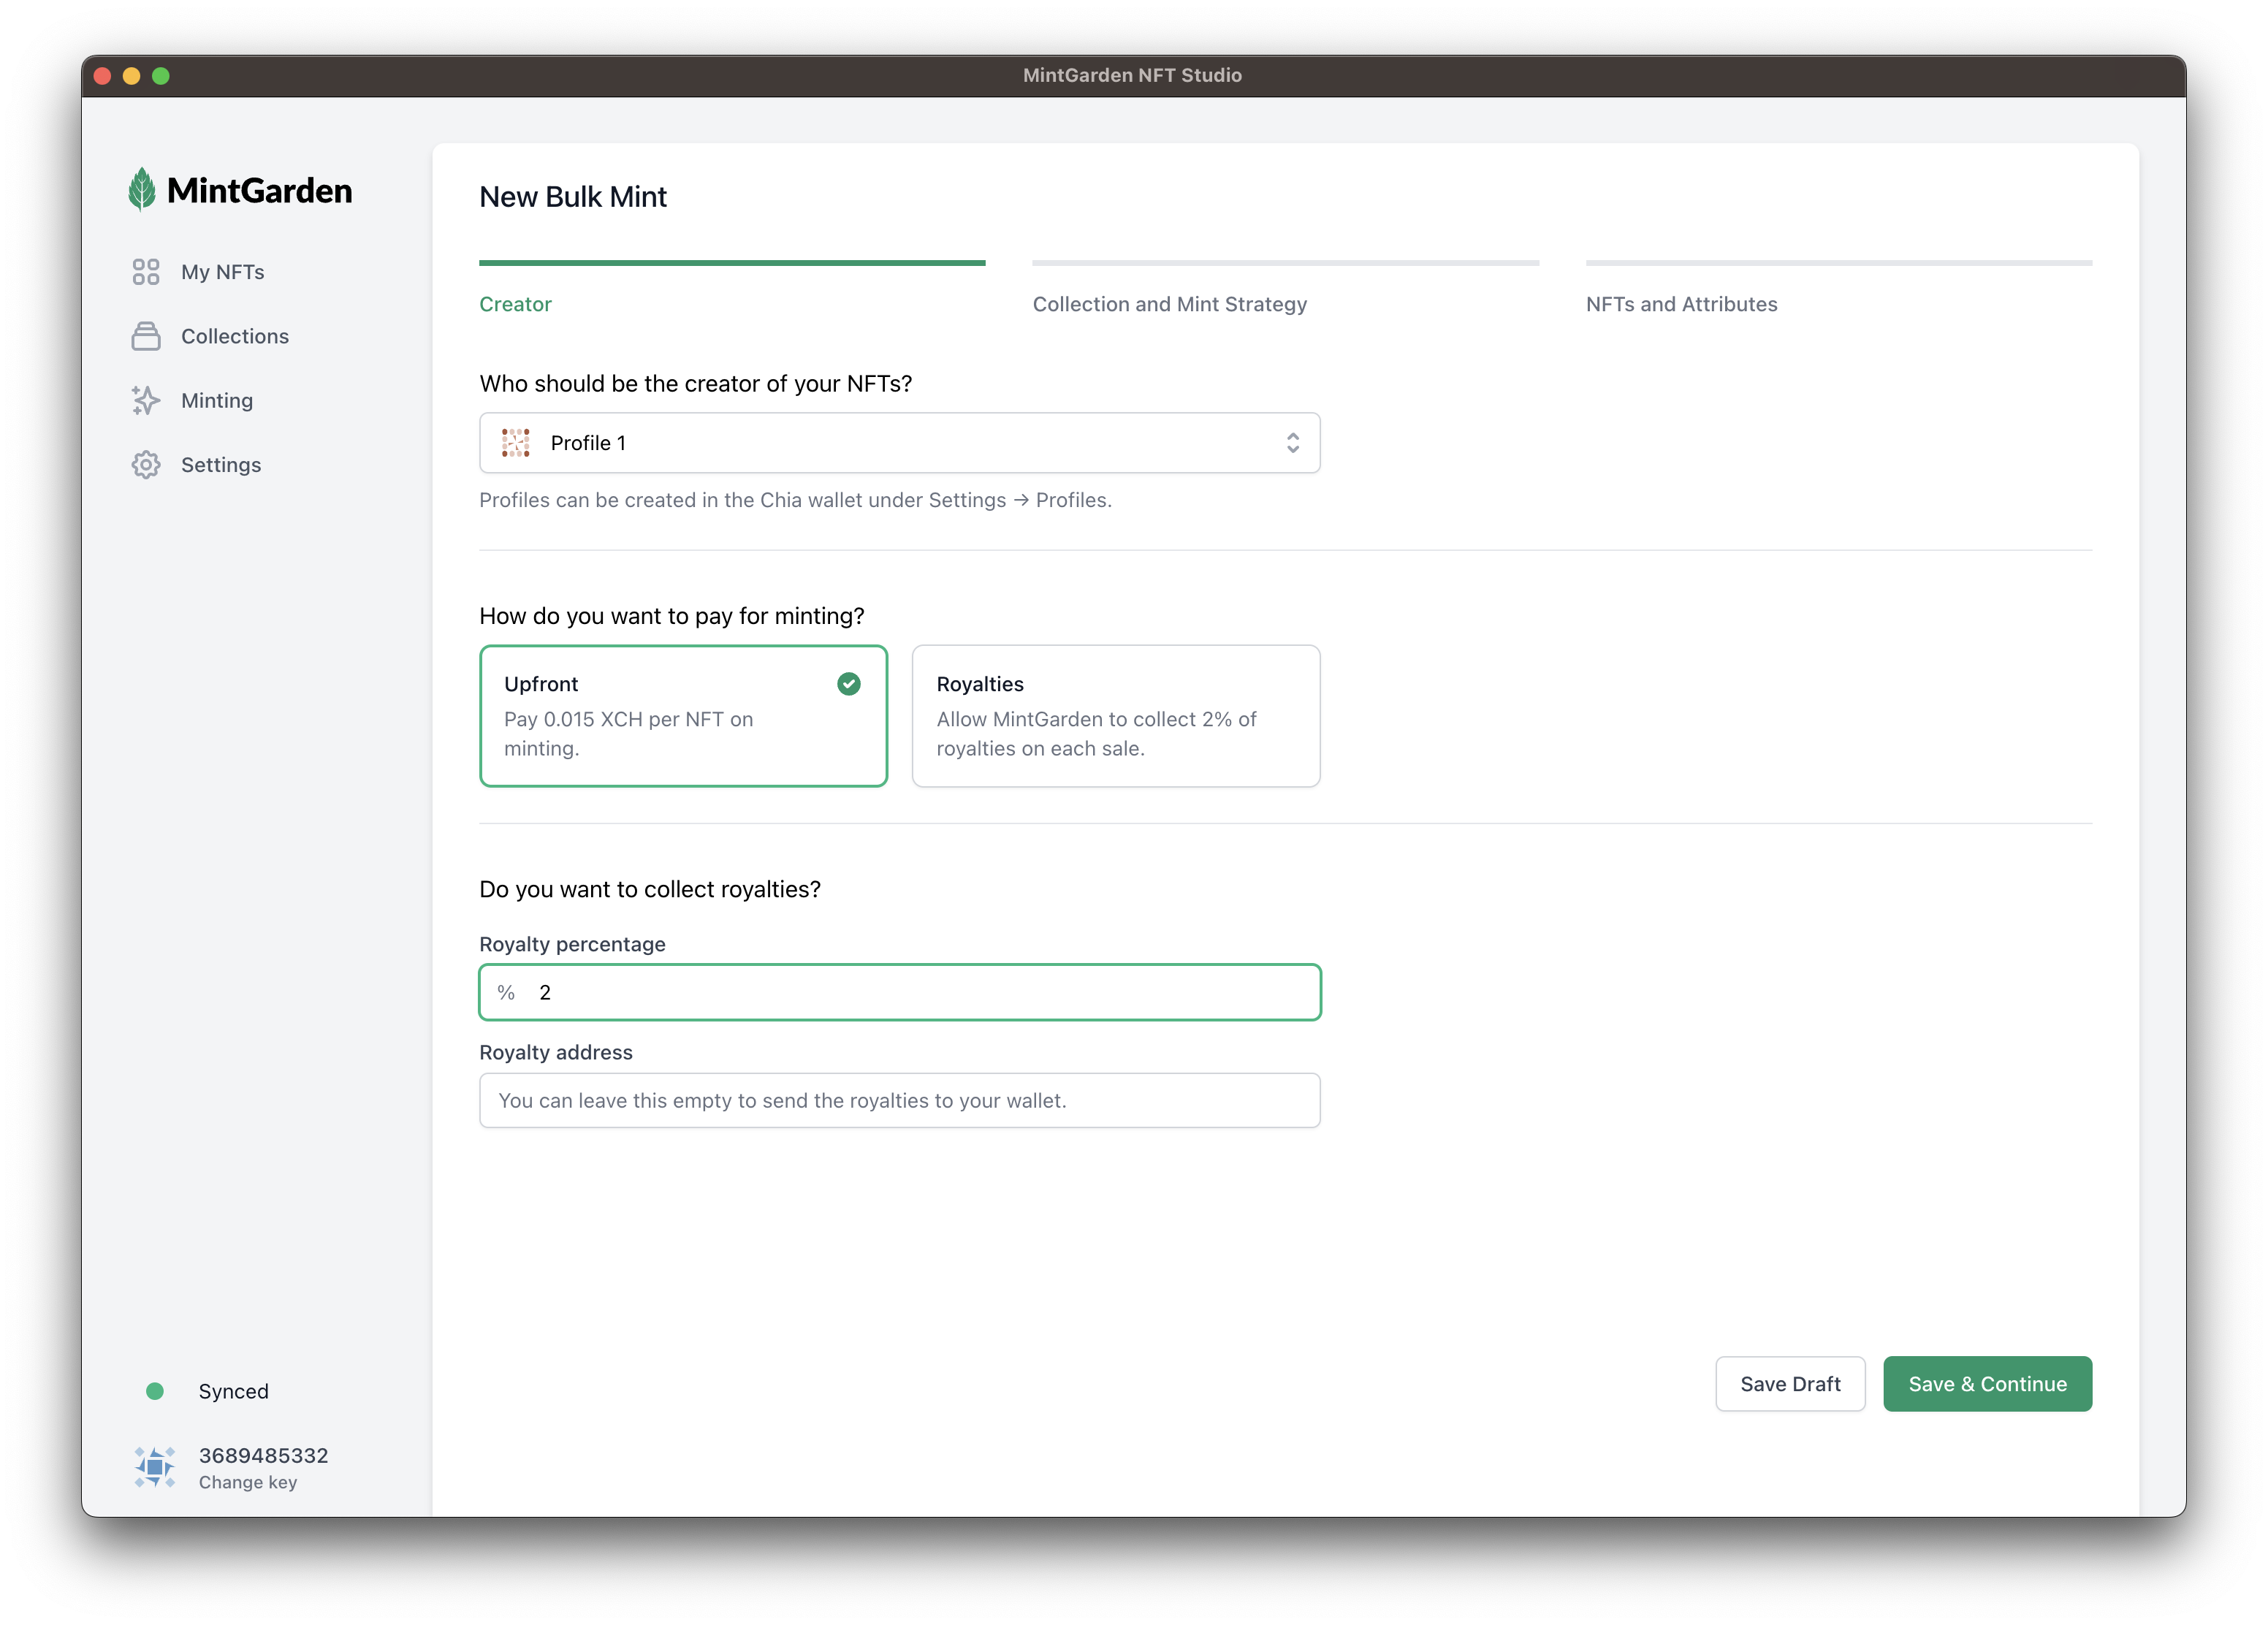 MintGarden NFT Studio
MintGarden
My NFTs
Collections
Minting
Settings
Synced
3689485332
Change key
New Bulk Mint
Creator
Collection and Mint Strategy
NFTs and Attributes
Who should be the creator of your NFTs?
Profile 1
Profiles can be created in the Chia wallet under Settings → Profiles.
How do you want to pay for minting?
Upfront
Pay 0.015 XCH per NFT on
minting.
Royalties
Allow MintGarden to collect 2% of
royalties on each sale.
Do you want to collect royalties?
Royalty percentage
% 2
Royalty address
You can leave this empty to send the royalties to your wallet.
Save Draft
Save & Continue